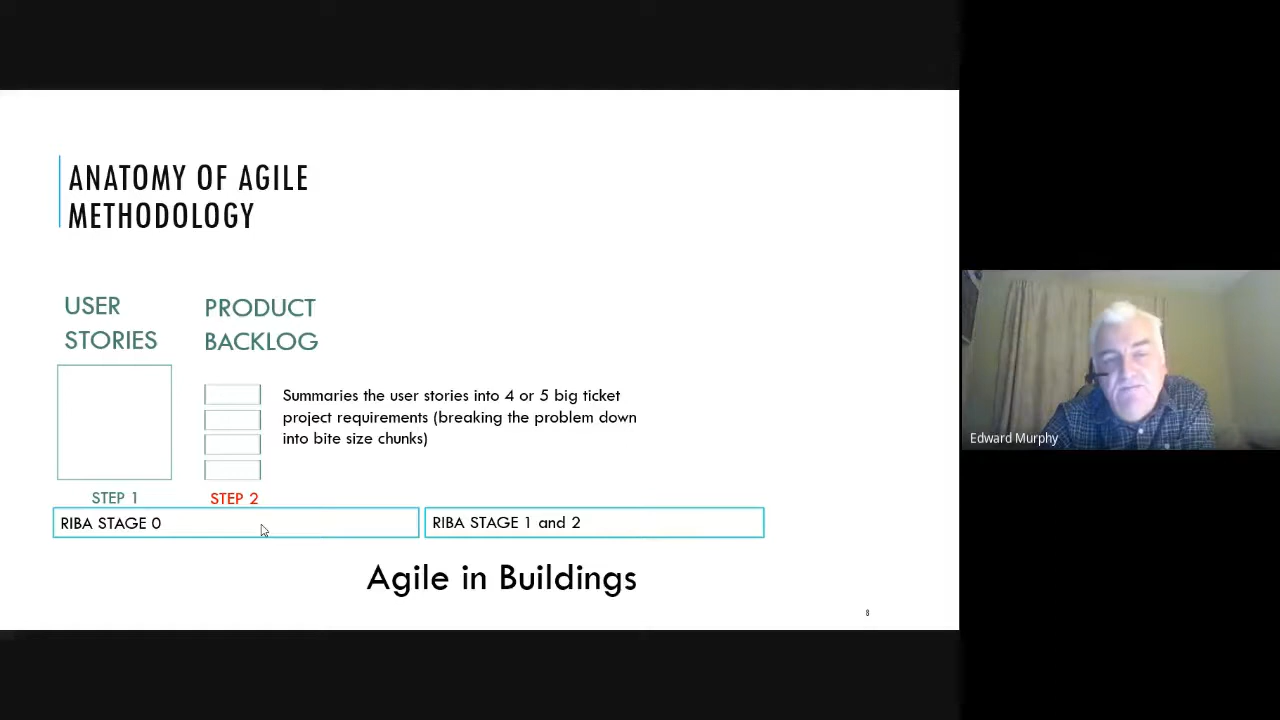 ANATOMY OF AGILE
METHODOLOGY
USER
STORIES
PRODUCT
BACKLOG
Summaries the user stories into 4 or 5 big ticket
project requirements (breaking the problem down
into bite size chunks)
STEP 1
STEP 2
RIBA STAGE 0
RIBA STAGE 1 and 2
Agile in Buildings
8
Edward Murphy